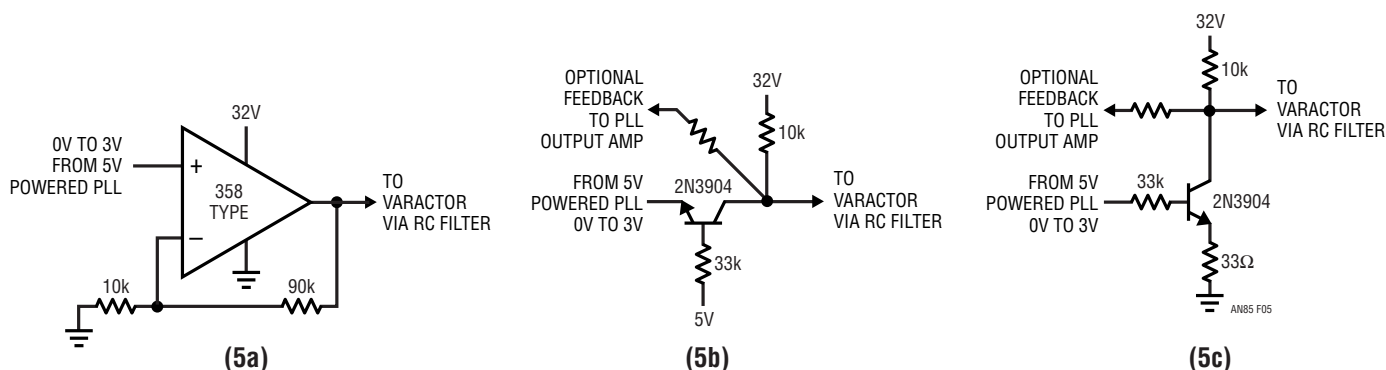 32V
0V TO 3V
FROM 5V
POWERED PLL
+
358
TYPE
–
TO
VARACTOR
VIA RC FILTER
10k
90k
(5a)
OPTIONAL
FEEDBACK
TO PLL
OUTPUT AMP
32V
10k
FROM 5V
POWERED PLL
0V TO 3V
2N3904
TO
VARACTOR
VIA RC FILTER
33k
5V
(5b)
32V
10k
OPTIONAL
FEEDBACK
TO PLL
OUTPUT AMP
TO
VARACTOR
VIA RC FILTER
FROM 5V
POWERED PLL
0V TO 3V
33k
2N3904
33Ω
AN85 F05
(5c)